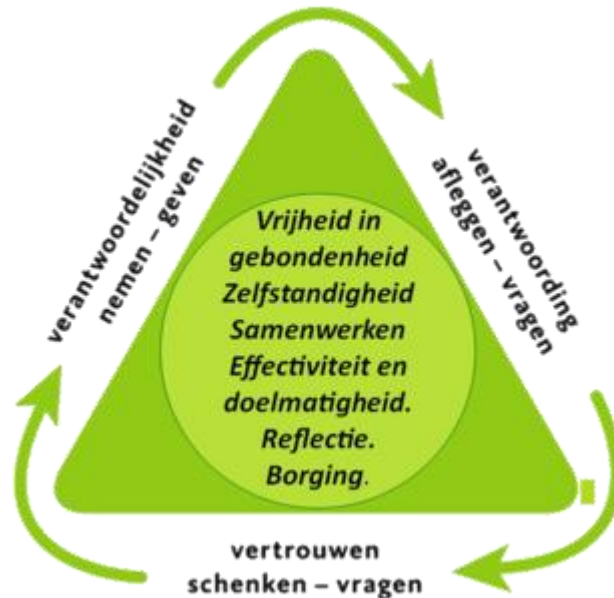 verantwoordelijkheid
nemen – geven
verantwoording
afleggen – vragen
Vrijheid in
gebondenheid
Zelfstandigheid
Samenwerken
Effectiviteit en
doelmatigheid.
Reflectie.
Borging.
vertrouwen
schenken – vragen